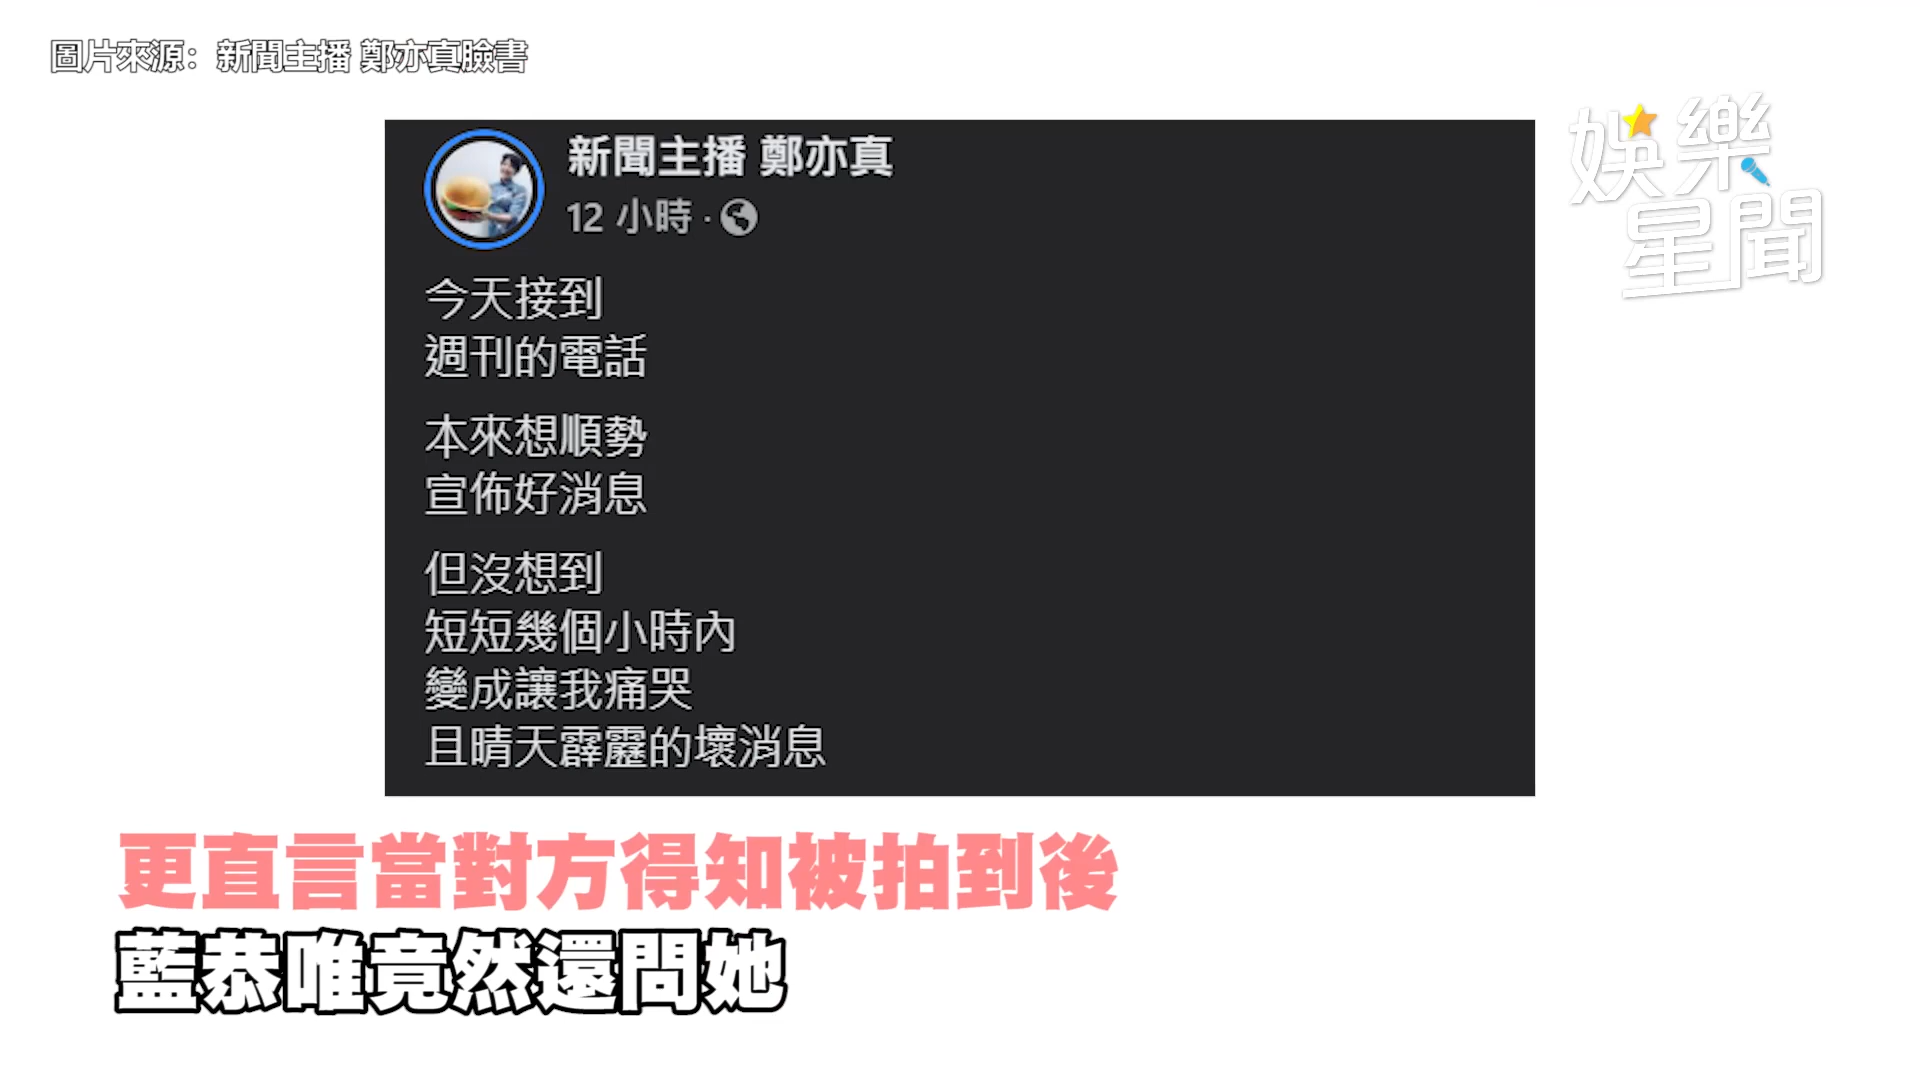 圖片來源：新聞主播 鄭亦真臉書
娛樂
星聞
新聞主播 鄭亦真
12 小時 ·
今天接到
週刊的電話
本來想順勢
宣佈好消息
但沒想到
短短幾個小時內
變成讓我痛哭
且晴天霹靂的壞消息
更直言當對方得知被拍到後
藍恭唯竟然還問她